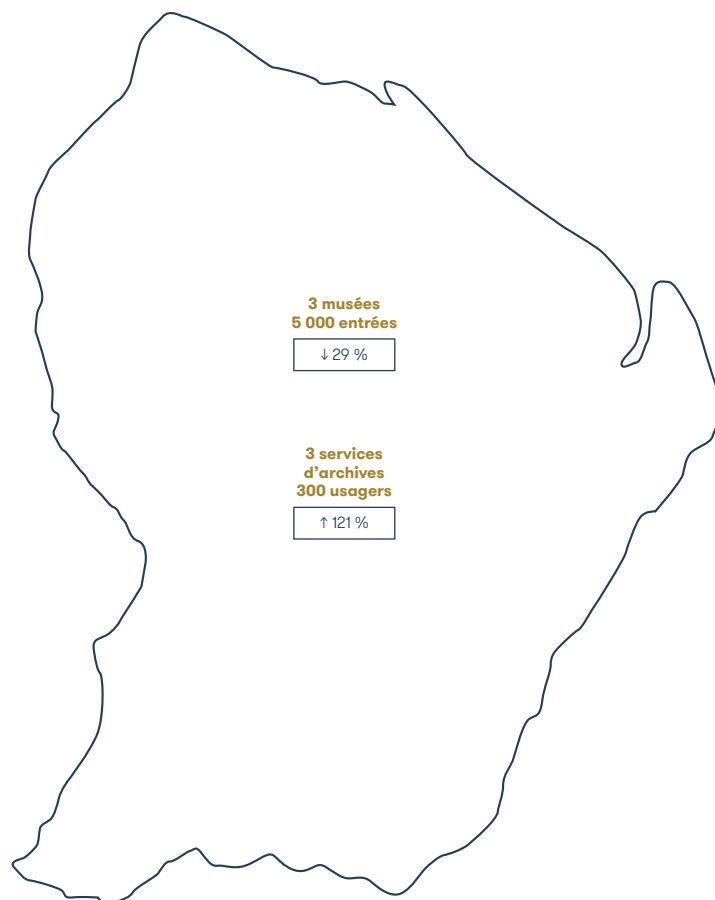 3 musées
5 000 entrées
↓ 29 %
3 services
d'archives
300 usagers
↑ 121 %